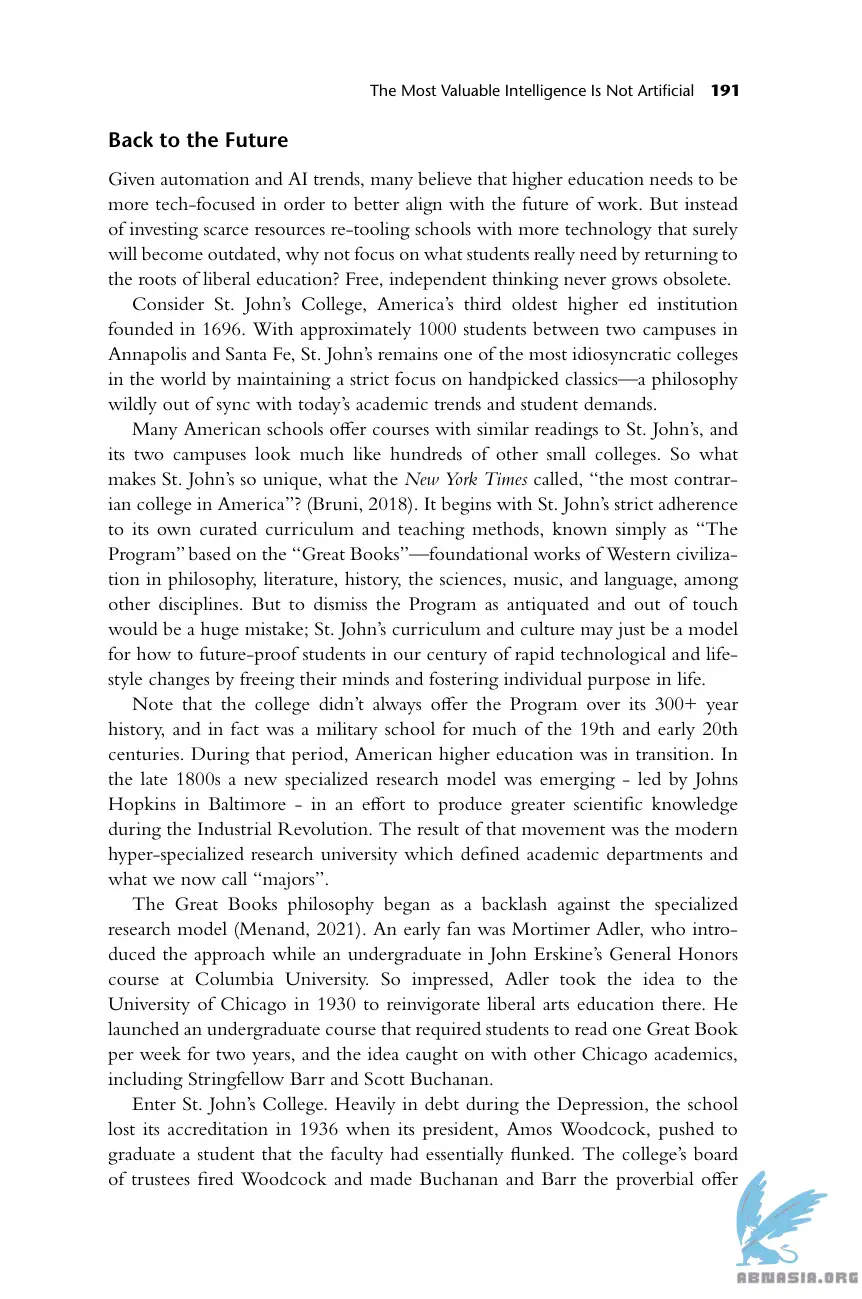 The Most Valuable Intelligence Is Not Artificial 191
Back to the Future
Given automation and AI trends, many believe that higher education needs to be
more tech-focused in order to better align with the future of work. But instead
of investing scarce resources re-tooling schools with more technology that surely
will become outdated, why not focus on what students really need by returning to
the roots of liberal education? Free, independent thinking never grows obsolete.
Consider St. John’s College, America’s third oldest higher ed institution
founded in 1696. With approximately 1000 students between two campuses in
Annapolis and Santa Fe, St. John’s remains one of the most idiosyncratic colleges
in the world by maintaining a strict focus on handpicked classics—a philosophy
wildly out of sync with today’s academic trends and student demands.
Many American schools offer courses with similar readings to St. John’s, and
its two campuses look much like hundreds of other small colleges. So what
makes St. John’s so unique, what the New York Times called, “the most contrar-
ian college in America”? (Bruni, 2018). It begins with St. John’s strict adherence
to its own curated curriculum and teaching methods, known simply as “The
Program” based on the “Great Books”—foundational works of Western civiliza-
tion in philosophy, literature, history, the sciences, music, and language, among
other disciplines. But to dismiss the Program as antiquated and out of touch
would be a huge mistake; St. John’s curriculum and culture may just be a model
for how to future-proof students in our century of rapid technological and life-
style changes by freeing their minds and fostering individual purpose in life.
Note that the college didn’t always offer the Program over its 300+ year
history, and in fact was a military school for much of the 19th and early 20th
centuries. During that period, American higher education was in transition. In
the late 1800s a new specialized research model was emerging - led by Johns
Hopkins in Baltimore - in an effort to produce greater scientific knowledge
during the Industrial Revolution. The result of that movement was the modern
hyper-specialized research university which defined academic departments and
what we now call “majors”.
The Great Books philosophy began as a backlash against the specialized
research model (Menand, 2021). An early fan was Mortimer Adler, who intro-
duced the approach while an undergraduate in John Erskine’s General Honors
course at Columbia University. So impressed, Adler took the idea to the
University of Chicago in 1930 to reinvigorate liberal arts education there. He
launched an undergraduate course that required students to read one Great Book
per week for two years, and the idea caught on with other Chicago academics,
including Stringfellow Barr and Scott Buchanan.
Enter St. John’s College. Heavily in debt during the Depression, the school
lost its accreditation in 1936 when its president, Amos Woodcock, pushed to
graduate a student that the faculty had essentially flunked. The college’s board
of trustees fired Woodcock and made Buchanan and Barr the proverbial offer
ABNASIA.ORG